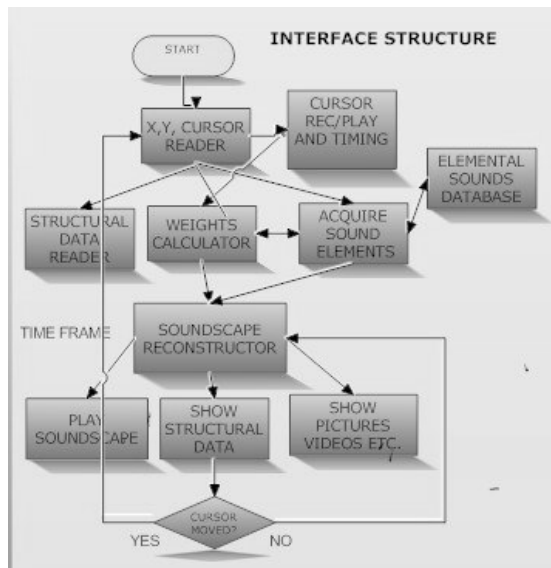 INTERFACE STRUCTURE
START
CURSOR
REC/PLAY
AND TIMING
X,Y, CURSOR
READER
ELEMENTAL
SOUNDS
DATABASE
STRUCTURAL
DATA
READER
WEIGHTS
CALCULATOR
ACQUIRE
SOUND
ELEMENTS
TIME FRAME
SOUNDSCAPE
RECONSTRUCTOR
PLAY
SOUNDSCAPE
SHOW
STRUCTURAL
DATA
SHOW
PICTURES
VIDEOS ETC.
CURSOR
MOVED?
YES
NO